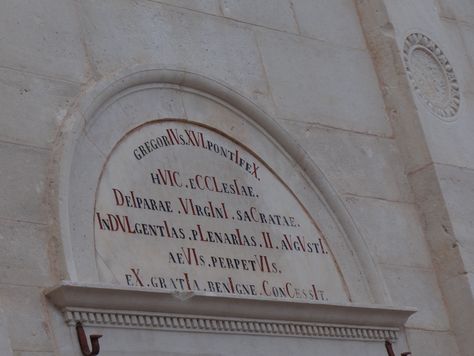 GREGORIVs.XVI.PONTIFEX
HVIC.ECCLesIAE.
DeIPARAE.VIRgINI.SACRATAE.
INDVLgENTIAS.PLENARIAS.II.AVGVSTI.
AEVIs.PERPETVIs.
EX.GRATIA.BENIGNE.CONCESSIT.